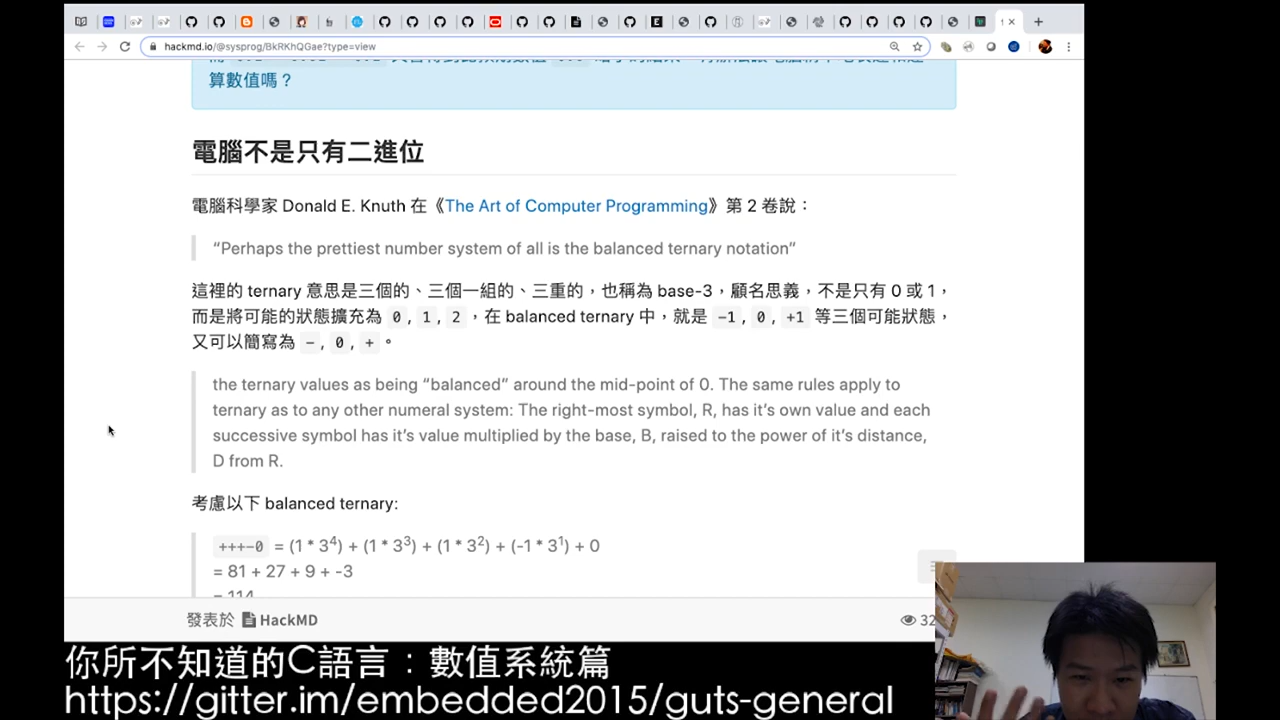 hackmd.io/@sysprog/BkRKhQGae?type=view
算數值嗎？
電腦不是只有二進位
電腦科學家 Donald E. Knuth 在《The Art of Computer Programming》第 2 卷說：
“Perhaps the prettiest number system of all is the balanced ternary notation”
這裡的 ternary 意思是三個的、三個一組的、三重的，也稱為 base-3，顧名思義，不是只有 0 或 1，
而是將可能的狀態擴充為 0, 1, 2 ，在 balanced ternary 中，就是 -1, 0, +1 等三個可能狀態，
又可以簡寫為 -, 0, + 。
the ternary values as being “balanced” around the mid-point of 0. The same rules apply to
ternary as to any other numeral system: The right-most symbol, R, has it’s own value and each
successive symbol has it’s value multiplied by the base, B, raised to the power of it’s distance,
D from R.
考慮以下 balanced ternary:
+++-0 = (1 * 3⁴) + (1 * 3³) + (1 * 3²) + (-1 * 3¹) + 0
= 81 + 27 + 9 + -3
= 114
發表於 HackMD
32
你所不知道的C語言：數值系統篇
https://gitter.im/embedded2015/guts-general